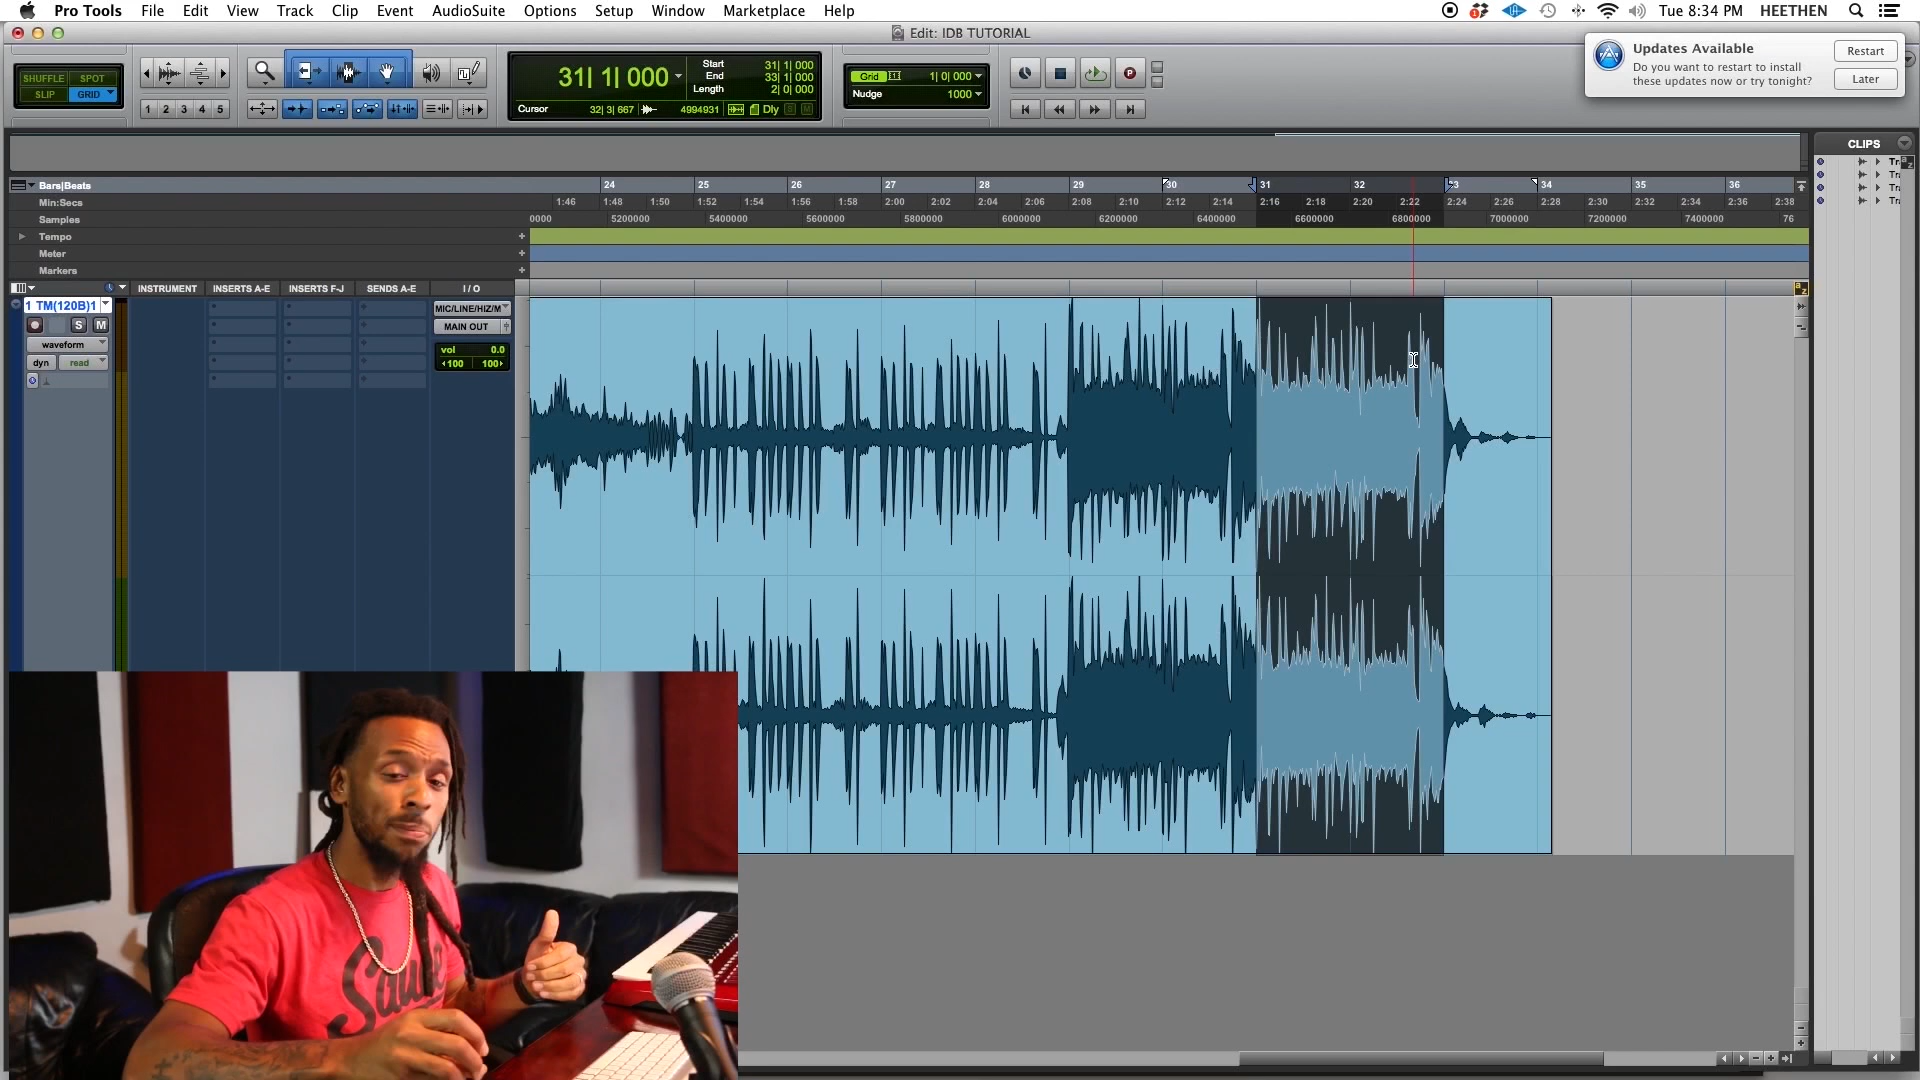 Pro Tools File Edit View Track Clip Event AudioSuite Options Setup Window Marketplace Help Tue 8:34 PM HEETHEN
Edit: IDB TUTORIAL
Updates Available
Do you want to restart to install
these updates now or try tonight?
Restart
Later
SHUFFLE SPOT
SLIP GRID
1 2 3 4 5
31| 1| 000
Start 31| 1| 000
End 33| 1| 000
Length 2| 0| 000
Cursor 32| 3| 667 4994931 Dly S M
Grid 1| 0| 000
Nudge 1000
CLIPS
Tr
Tr
Tr
Tr
Bars|Beats 24 25 26 27 28 29 30 31 32 33 34 35 36
Min:Secs 1:46 1:48 1:50 1:52 1:54 1:56 1:58 2:00 2:02 2:04 2:06 2:08 2:10 2:12 2:14 2:16 2:18 2:20 2:22 2:24 2:26 2:28 2:30 2:32 2:34 2:36 2:38
Samples 0000 5200000 5400000 5600000 5800000 6000000 6200000 6400000 6600000 6800000 7000000 7200000 7400000 76
Tempo
Meter
Markers
INSTRUMENT INSERTS A-E INSERTS F-J SENDS A-E I / O
1 TM(120B)1
S M
waveform
dyn read
MIC/LINE/HIZ/M
MAIN OUT
vol 0.0
100 100